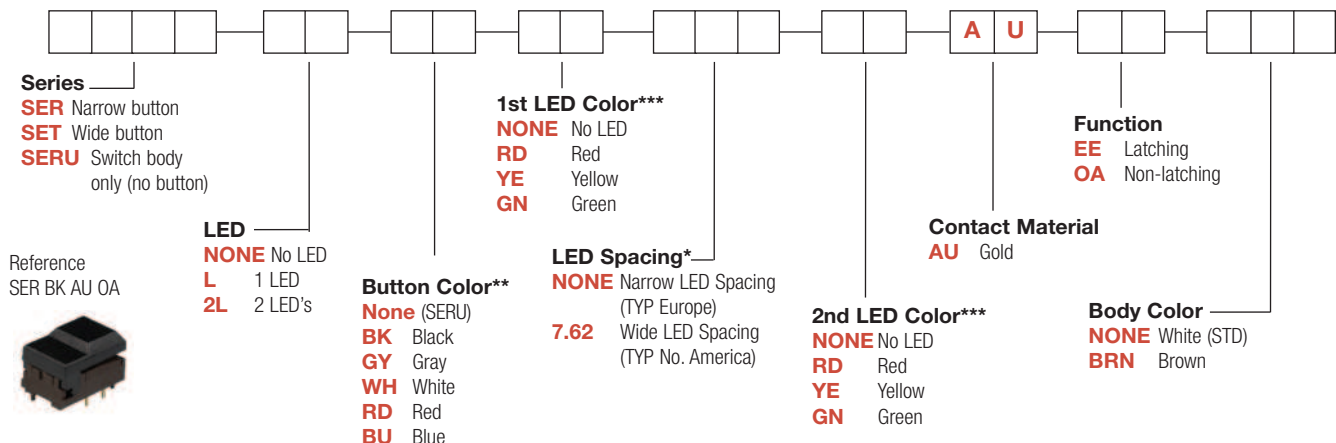 A U
Series
SER Narrow button
SET Wide button
SERU Switch body
only (no button)
LED
NONE No LED
L 1 LED
2L 2 LED's
Reference
SER BK AU OA
Button Color**
None (SERU)
BK Black
GY Gray
WH White
RD Red
BU Blue
1st LED Color***
NONE No LED
RD Red
YE Yellow
GN Green
LED Spacing*
NONE Narrow LED Spacing
(TYP Europe)
7.62 Wide LED Spacing
(TYP No. America)
2nd LED Color***
NONE No LED
RD Red
YE Yellow
GN Green
Contact Material
AU Gold
Function
EE Latching
OA Non-latching
Body Color
NONE White (STD)
BRN Brown